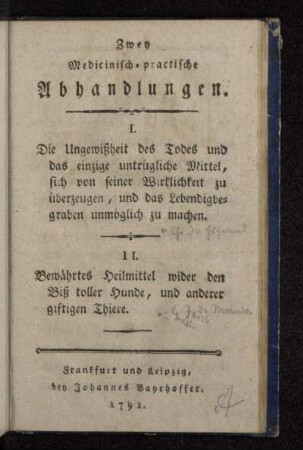 Zwey
Medicinisch-practische
Abhandlungen.
I.
Die Ungewißheit des Todes und
das einzige untrügliche Mittel,
sich von seiner Wirklichkeit zu
überzeugen, und das Lebendigbe-
graben unmöglich zu machen.
II.
Bewährtes Heilmittel wider den
Biß toller Hunde, und anderer
giftigen Thiere.
Frankfurt und Leipzig,
bey Johannes Bayrhoffer.
1791.